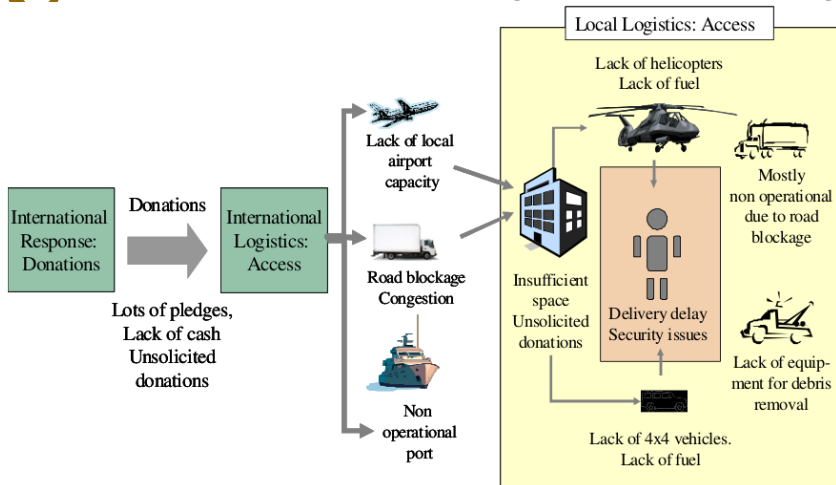 Local Logistics: Access
Lack of helicopters
Lack of fuel
Lack of local
airport
capacity
Mostly
non operational
due to road
blockage
International
Response:
Donations
Donations
International
Logistics:
Access
Lots of pledges,
Lack of cash
Unsolicited
donations
Road blockage
Congestion
Insufficient
space
Unsolicited
donations
Delivery delay
Security issues
Lack of equip-
ment for debris
removal
Non
operational
port
Lack of 4x4 vehicles.
Lack of fuel